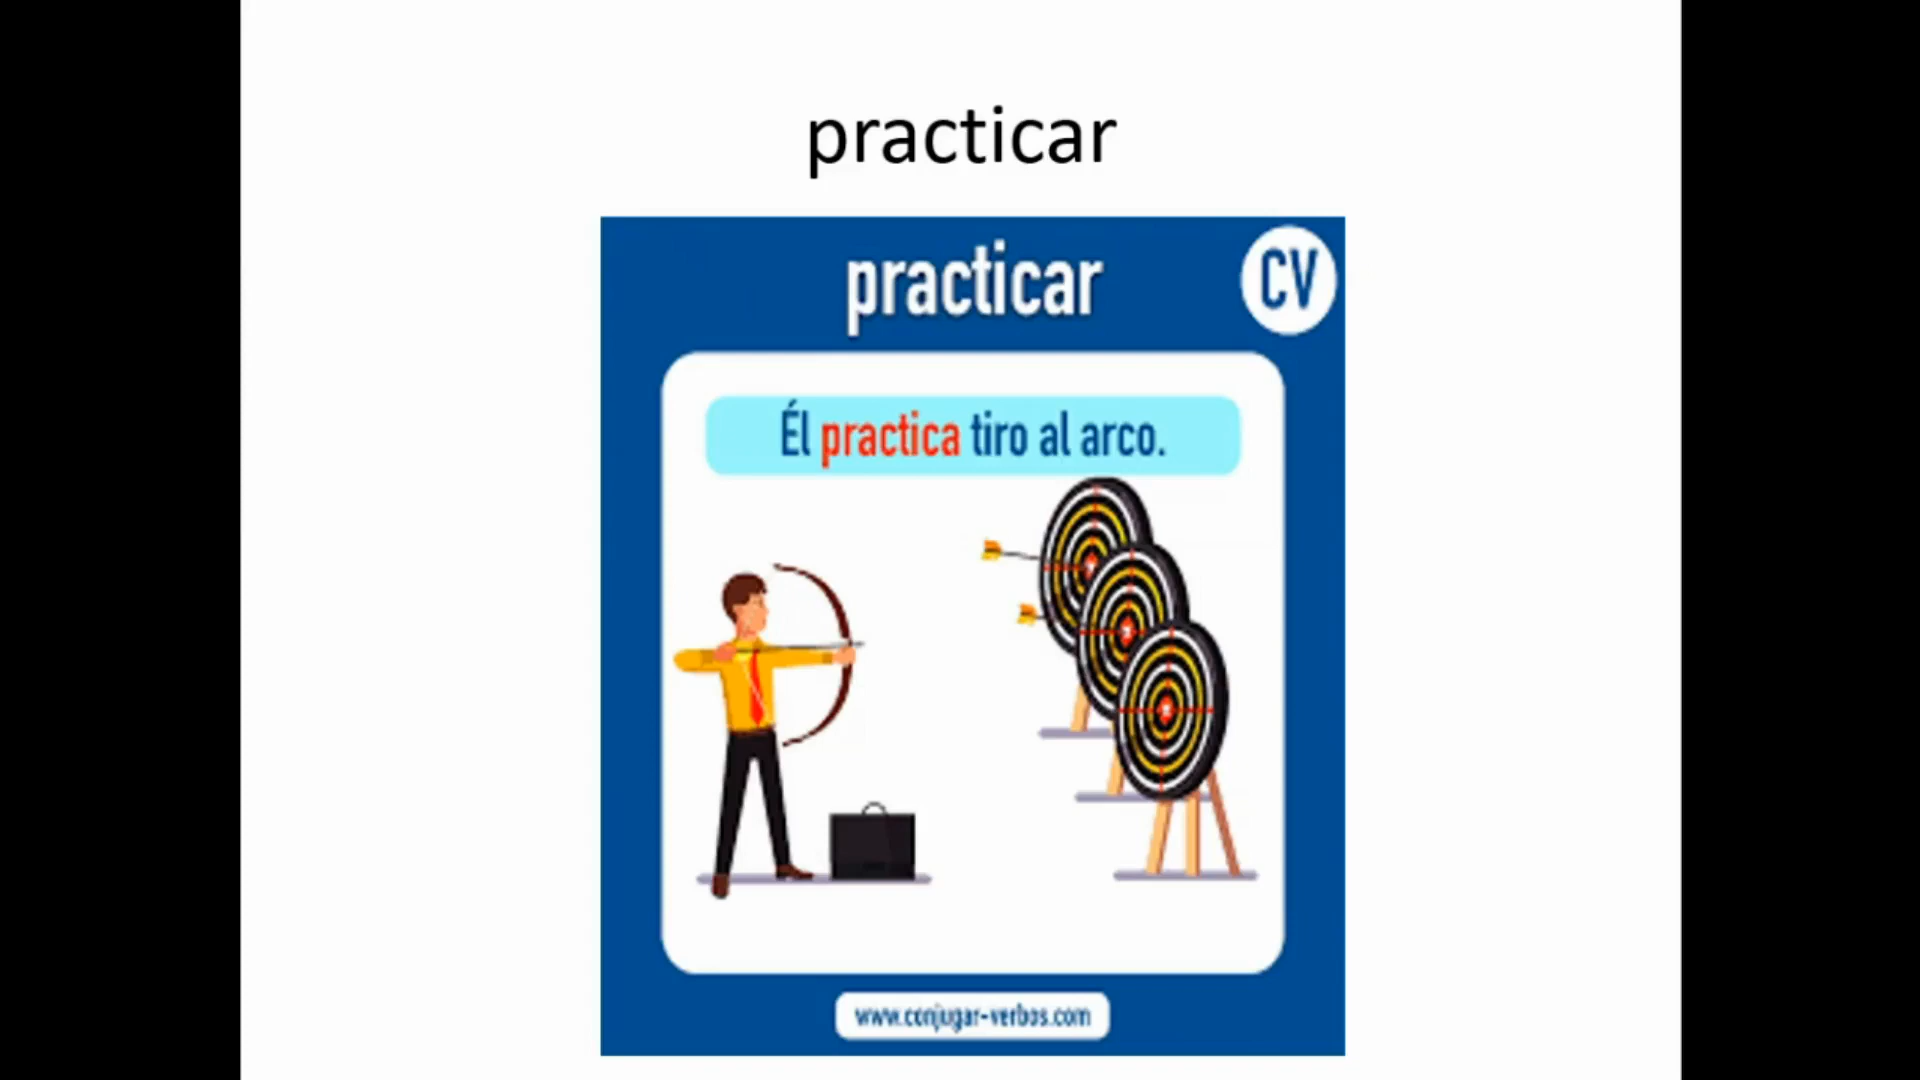 practicar
practicar
CV
Él practica tiro al arco.
www.conjugar-verbos.com